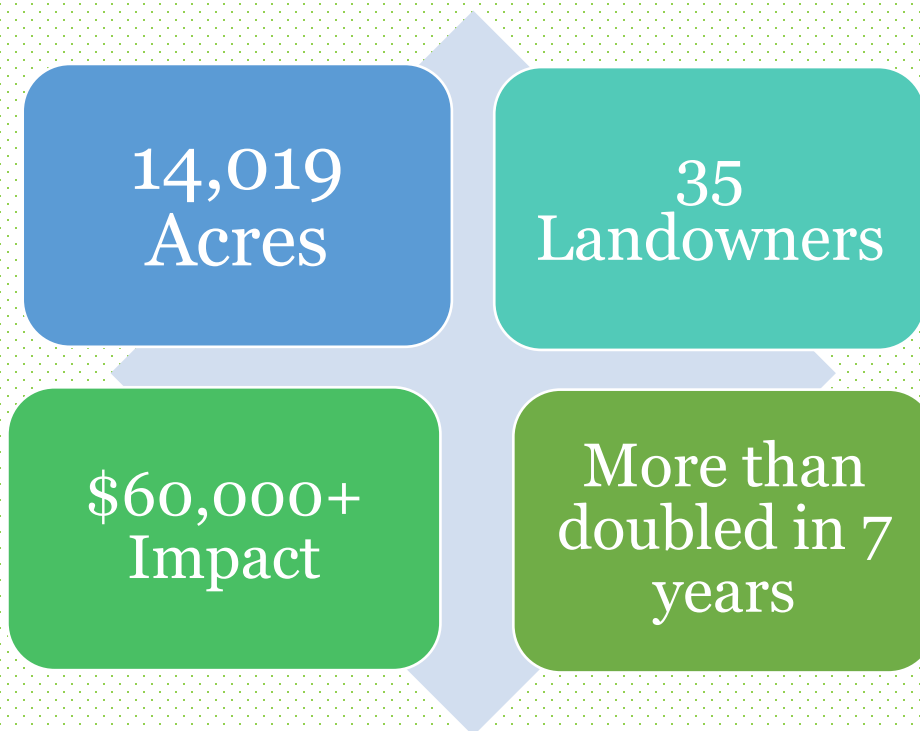 14,019
Acres
35
Landowners
$60,000+
Impact
More than
doubled in 7
years